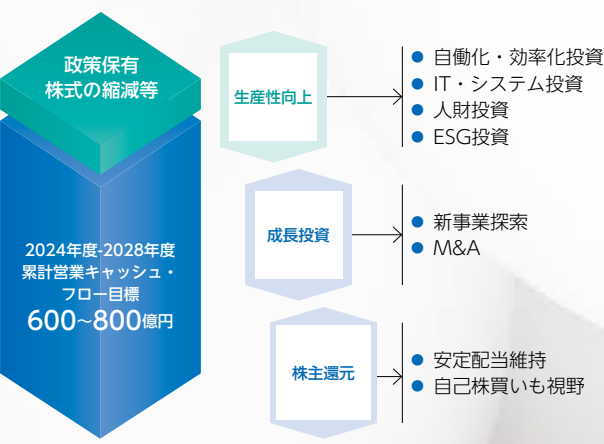 政策保有
株式の縮減等
2024年度-2028年度
累計営業キャッシュ・
フロー目標
600～800億円
生産性向上
● 自働化・効率化投資
● IT・システム投資
● 人財投資
● ESG投資
成長投資
● 新事業探索
● M&A
株主還元
● 安定配当維持
● 自己株買いも視野